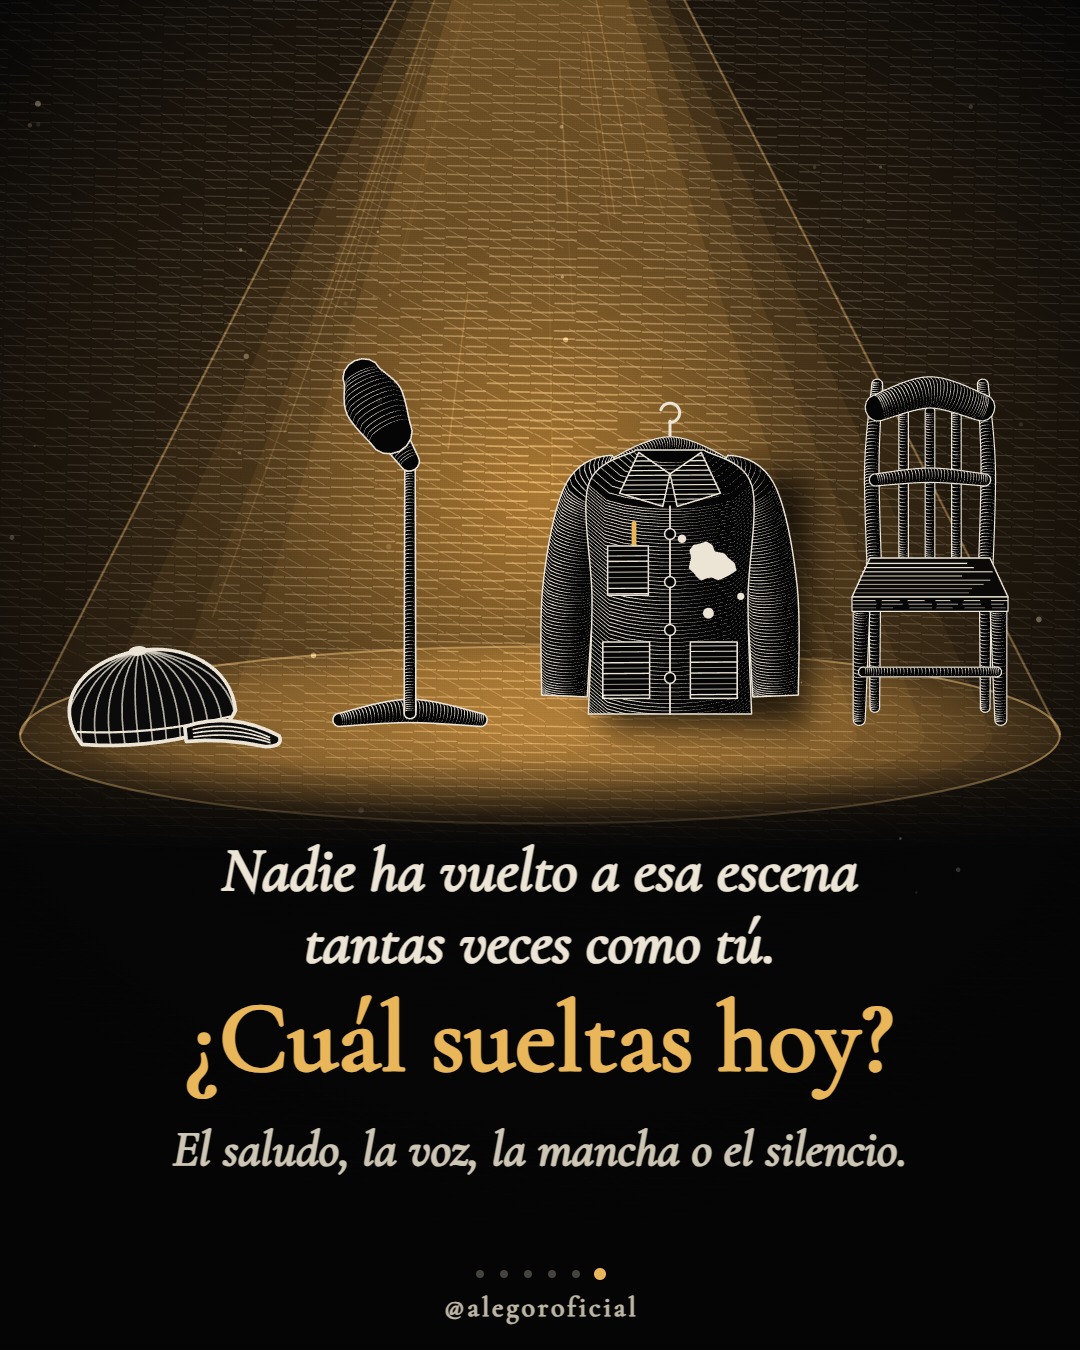 Nadie ha vuelto a esa escena
tantas veces como tú.
¿Cuál sueltas hoy?
El saludo, la voz, la mancha o el silencio.
@alegoroficial